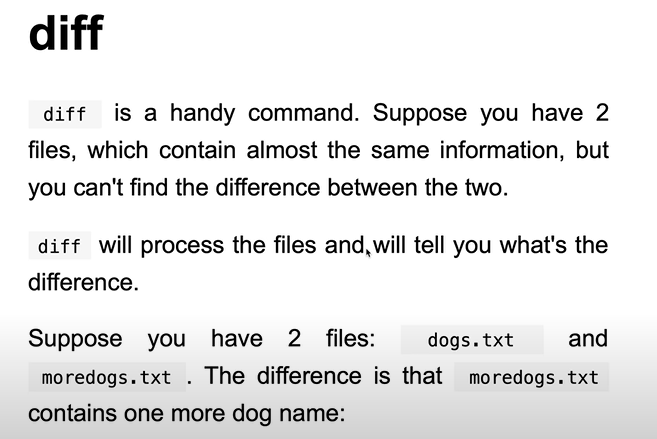 diff
diff is a handy command. Suppose you have 2
files, which contain almost the same information, but
you can't find the difference between the two.
diff will process the files and will tell you what's the
difference.
Suppose you have 2 files: dogs.txt and
moredogs.txt . The difference is that moredogs.txt
contains one more dog name: